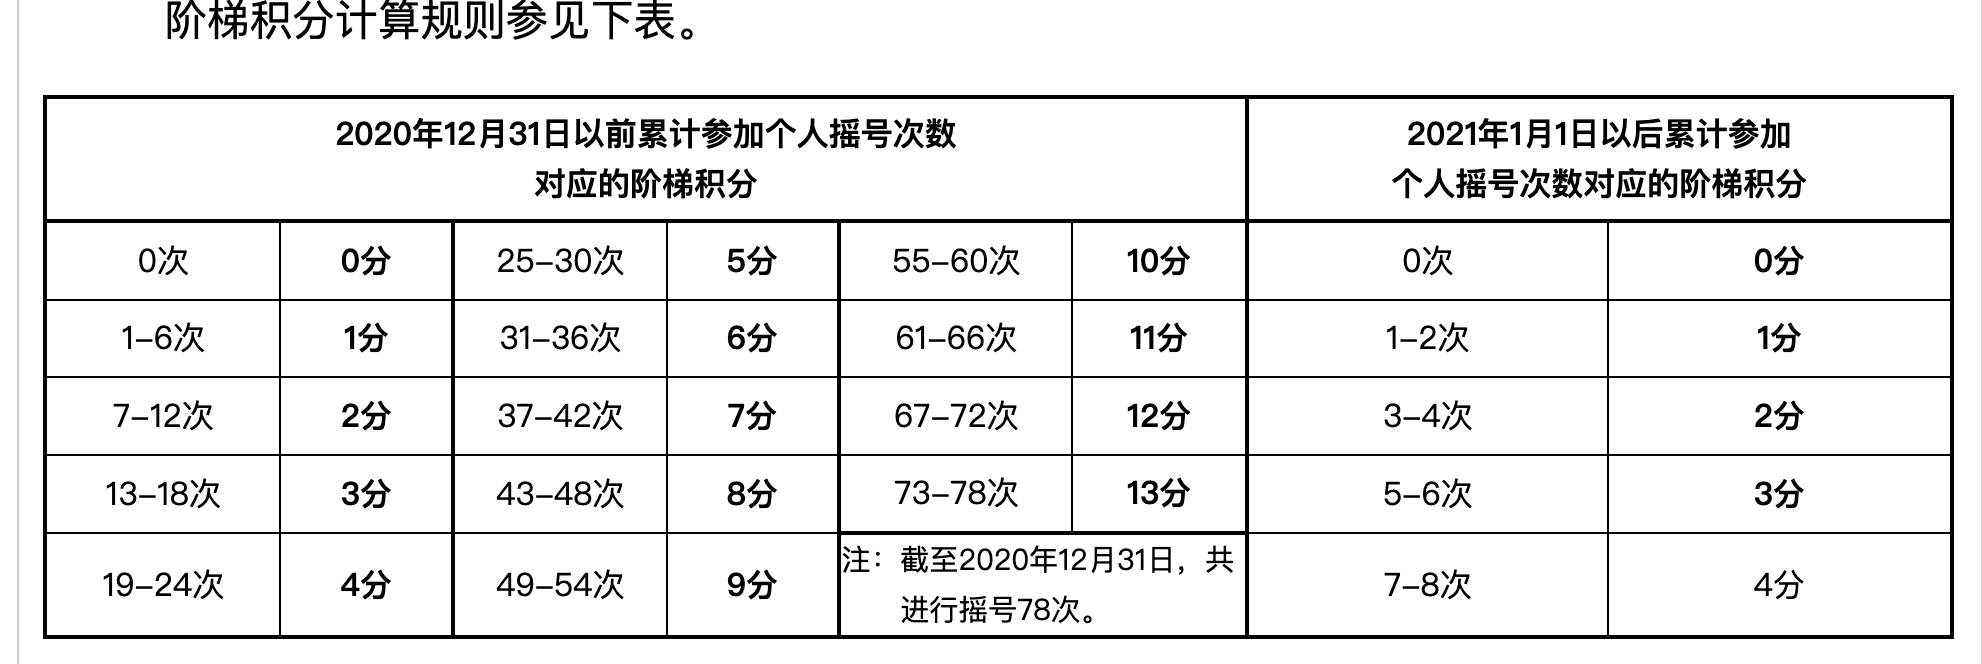 阶梯积分计算规则参见下表。
2020年12月31日以前累计参加个人摇号次数
对应的阶梯积分
2021年1月1日以后累计参加
个人摇号次数对应的阶梯积分
0次 0分 25–30次 5分 55–60次 10分 0次 0分
1–6次 1分 31–36次 6分 61–66次 11分 1–2次 1分
7–12次 2分 37–42次 7分 67–72次 12分 3–4次 2分
13–18次 3分 43–48次 8分 73–78次 13分 5–6次 3分
19–24次 4分 49–54次 9分 注：截至2020年12月31日，共
进行摇号78次。
7–8次 4分